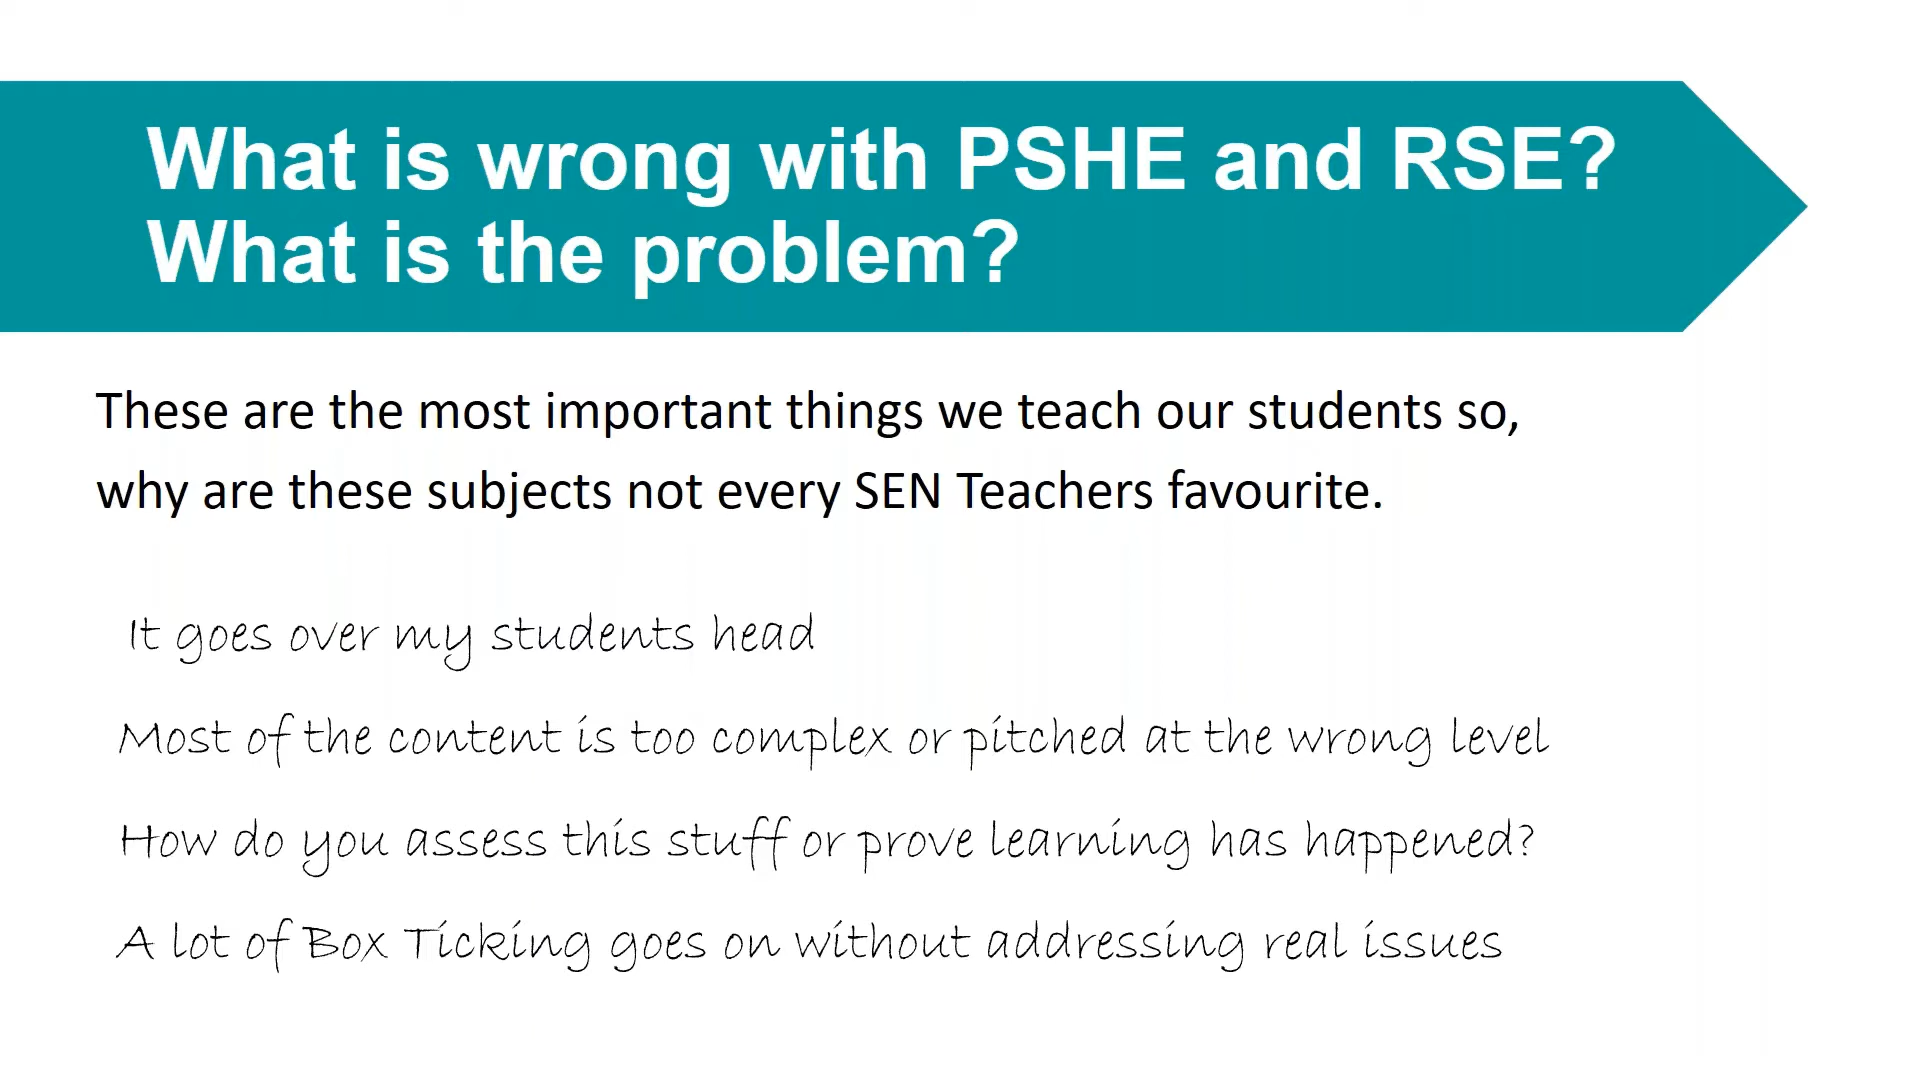 What is wrong with PSHE and RSE?
What is the problem?
These are the most important things we teach our students so,
why are these subjects not every SEN Teachers favourite.
It goes over my students head
Most of the content is too complex or pitched at the wrong level
How do you assess this stuff or prove learning has happened?
A lot of Box Ticking goes on without addressing real issues